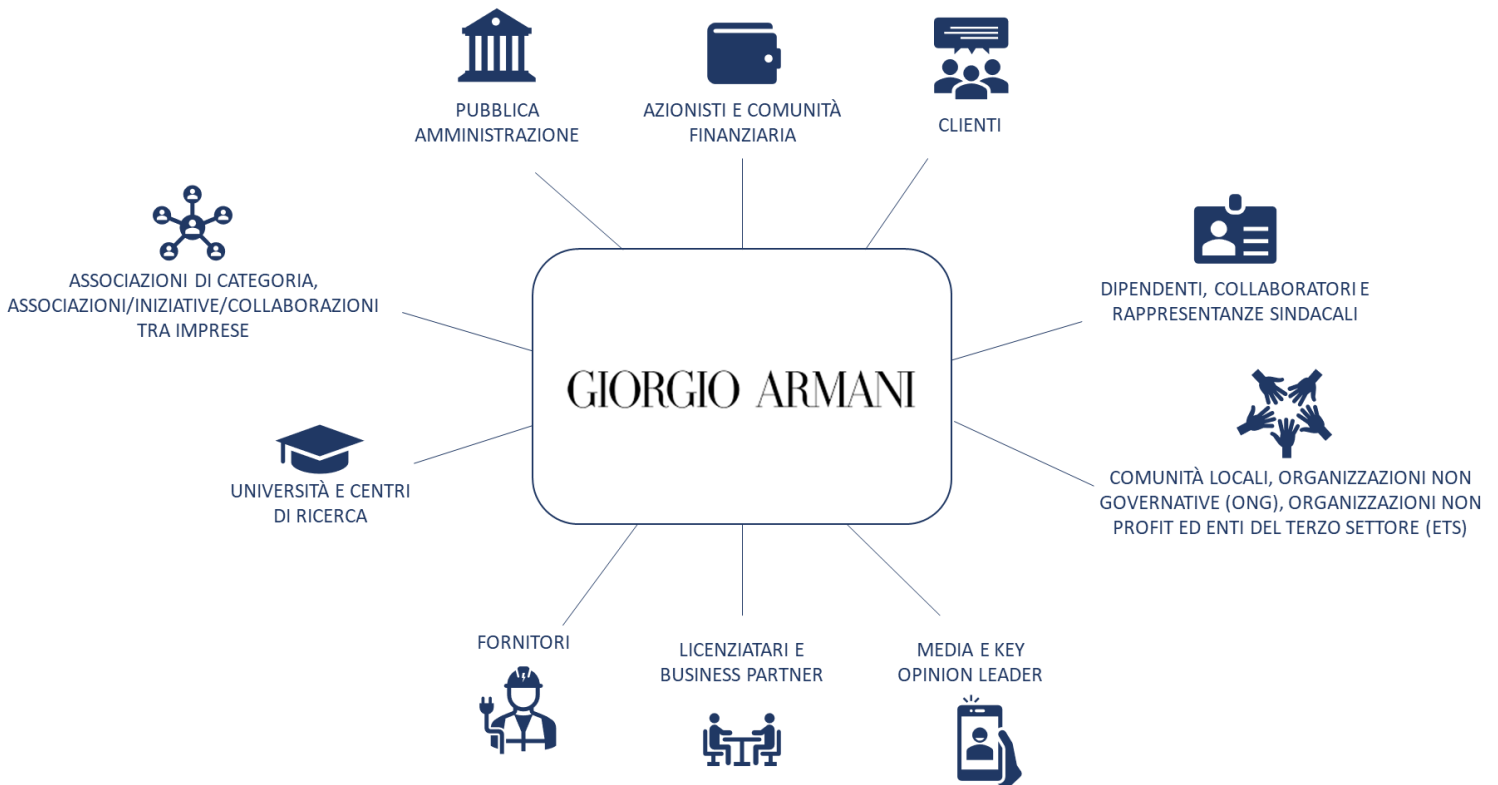 PUBBLICA
AMMINISTRAZIONE
AZIONISTI E COMUNITÀ
FINANZIARIA
CLIENTI
ASSOCIAZIONI DI CATEGORIA,
ASSOCIAZIONI/INIZIATIVE/COLLABORAZIONI
TRA IMPRESE
DIPENDENTI, COLLABORATORI E
RAPPRESENTANZE SINDACALI
GIORGIO ARMANI
UNIVERSITÀ E CENTRI
DI RICERCA
COMUNITÀ LOCALI, ORGANIZZAZIONI NON
GOVERNATIVE (ONG), ORGANIZZAZIONI NON
PROFIT ED ENTI DEL TERZO SETTORE (ETS)
FORNITORI
LICENZIATARI E
BUSINESS PARTNER
MEDIA E KEY
OPINION LEADER